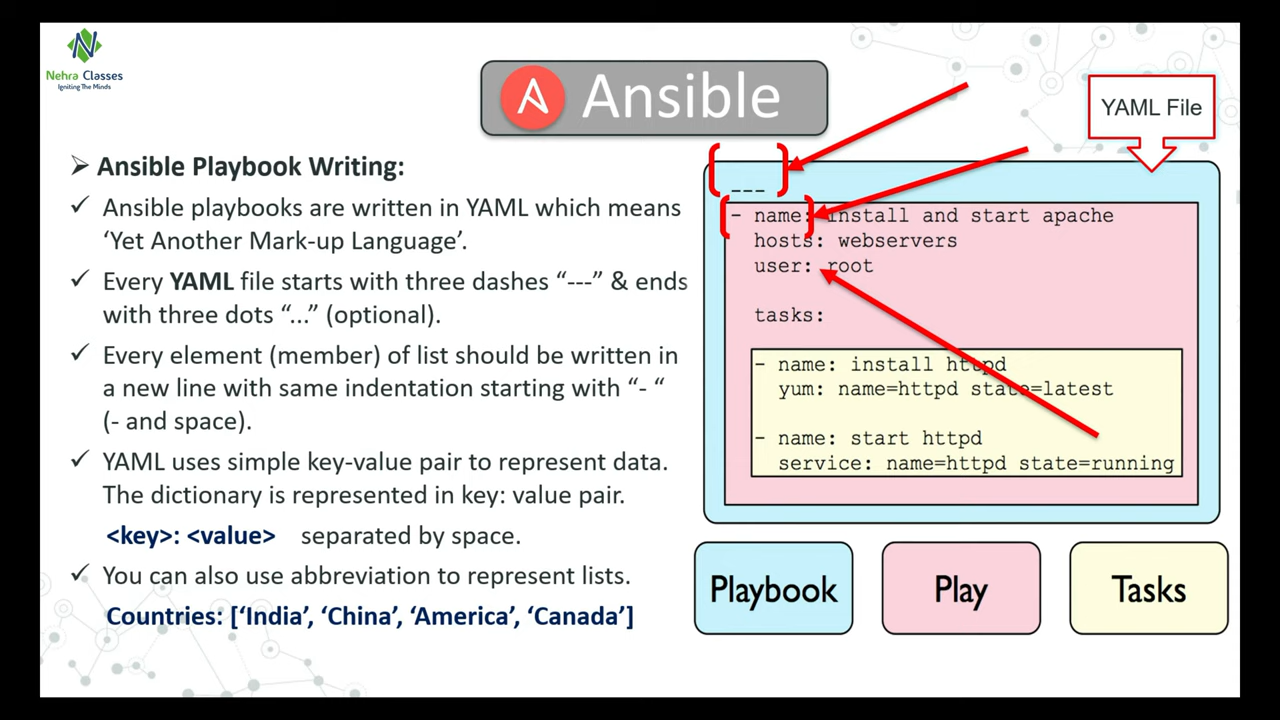 Nehra Classes
Igniting The Minds
Ansible
➢ Ansible Playbook Writing:
✓ Ansible playbooks are written in YAML which means
‘Yet Another Mark-up Language’.
✓ Every YAML file starts with three dashes “---” & ends
with three dots “...” (optional).
✓ Every element (member) of list should be written in
a new line with same indentation starting with “- “
(- and space).
✓ YAML uses simple key-value pair to represent data.
The dictionary is represented in key: value pair.
<key>: <value> separated by space.
✓ You can also use abbreviation to represent lists.
Countries: [‘India’, ‘China’, ‘America’, ‘Canada’]
YAML File
---
- name: install and start apache
hosts: webservers
user: root
tasks:
- name: install httpd
yum: name=httpd state=latest
- name: start httpd
service: name=httpd state=running
Playbook
Play
Tasks